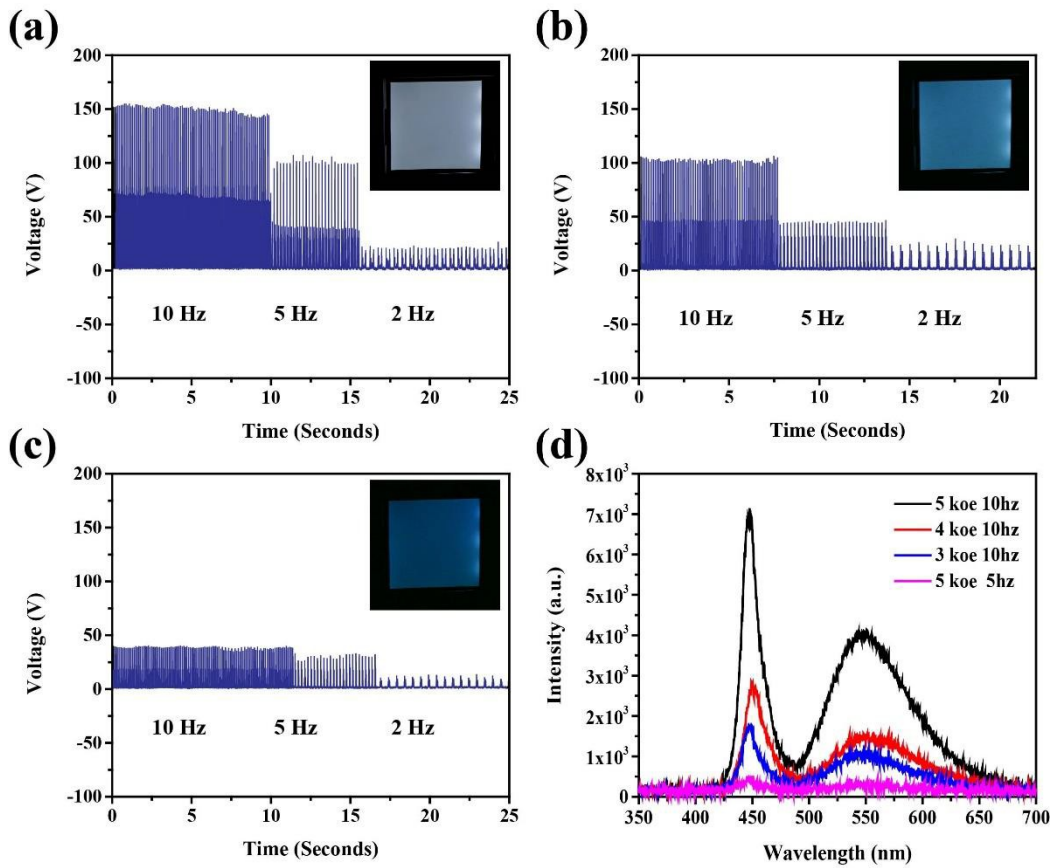 (a)
200
150
100
50
0
-50
-100
Voltage (V)
10 Hz 5 Hz 2 Hz
0 5 10 15 20 25
Time (Seconds)
(b)
200
150
100
50
0
-50
-100
Voltage (V)
10 Hz 5 Hz 2 Hz
0 5 10 15 20
Time (Seconds)
(c)
200
150
100
50
0
-50
-100
Voltage (V)
10 Hz 5 Hz 2 Hz
0 5 10 15 20 25
Time (Seconds)
(d)
8x10³
7x10³
6x10³
5x10³
4x10³
3x10³
2x10³
1x10³
0
Intensity (a.u.)
5 koe 10hz
4 koe 10hz
3 koe 10hz
5 koe 5hz
350 400 450 500 550 600 650 700
Wavelength (nm)